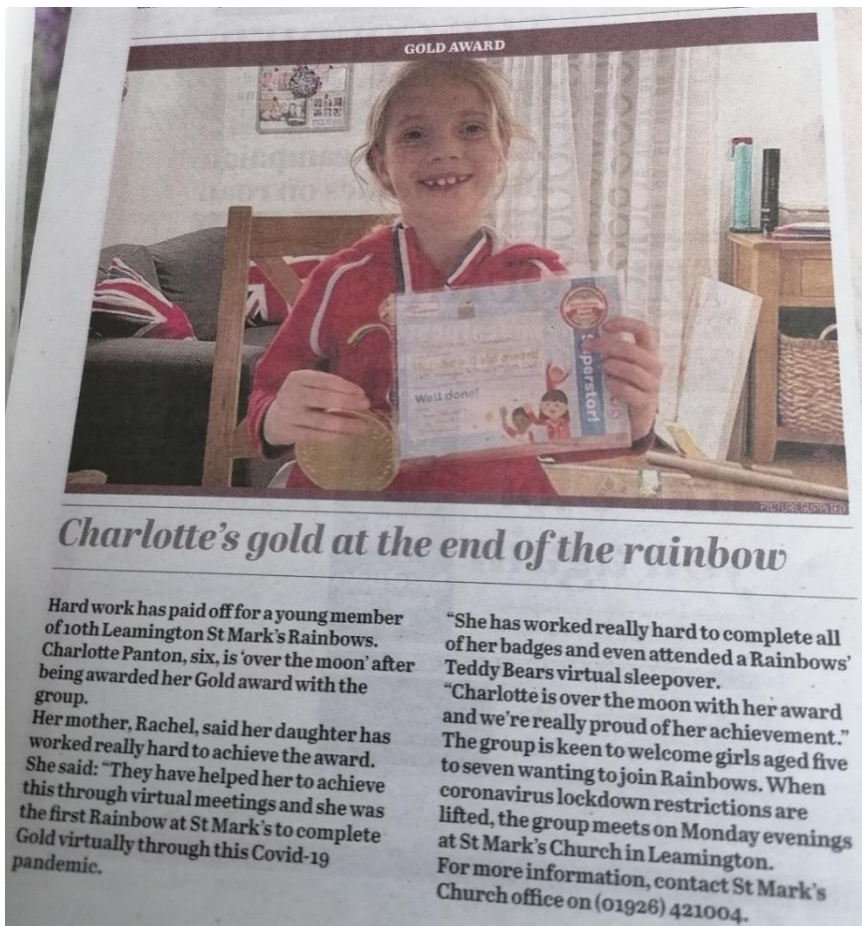 GOLD AWARD
Superstar!
Well done!
PICTURE SUPPLIED
Charlotte's gold at the end of the rainbow
Hard work has paid off for a young member
of 10th Leamington St Mark's Rainbows.
Charlotte Panton, six, is 'over the moon' after
being awarded her Gold award with the
group.
Her mother, Rachel, said her daughter has
worked really hard to achieve the award.
She said: "They have helped her to achieve
this through virtual meetings and she was
the first Rainbow at St Mark's to complete
Gold virtually through this Covid-19
pandemic.
"She has worked really hard to complete all
of her badges and even attended a Rainbows'
Teddy Bears virtual sleepover.
"Charlotte is over the moon with her award
and we're really proud of her achievement."
The group is keen to welcome girls aged five
to seven wanting to join Rainbows. When
coronavirus lockdown restrictions are
lifted, the group meets on Monday evenings
at St Mark's Church in Leamington.
For more information, contact St Mark's
Church office on (01926) 421004.